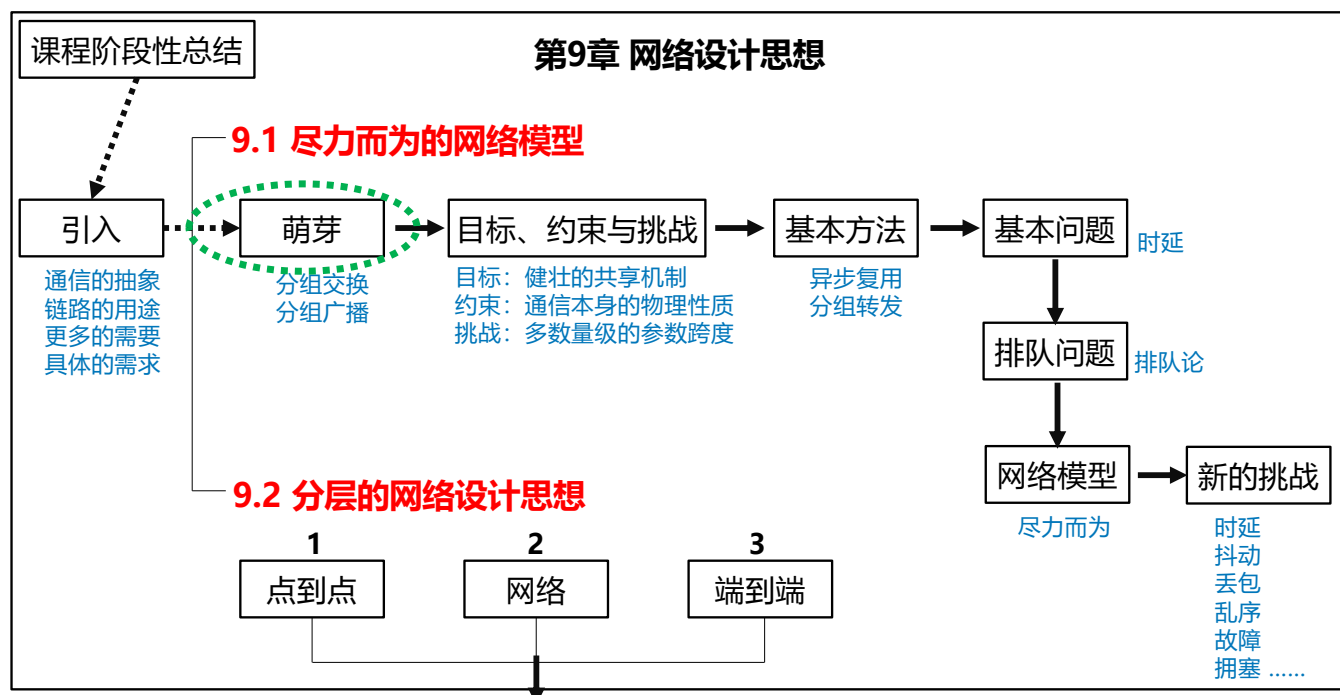 课程阶段性总结
第9章 网络设计思想
9.1 尽力而为的网络模型
引入
萌芽
目标、约束与挑战
基本方法
基本问题
时延
通信的抽象
链路的用途
更多的需要
具体的需求
分组交换
分组广播
目标：健壮的共享机制
约束：通信本身的物理性质
挑战：多数量级的参数跨度
异步复用
分组转发
排队问题
排队论
网络模型
新的挑战
尽力而为
时延
抖动
丢包
乱序
故障
拥塞 ......
9.2 分层的网络设计思想
1
2
3
点到点
网络
端到端